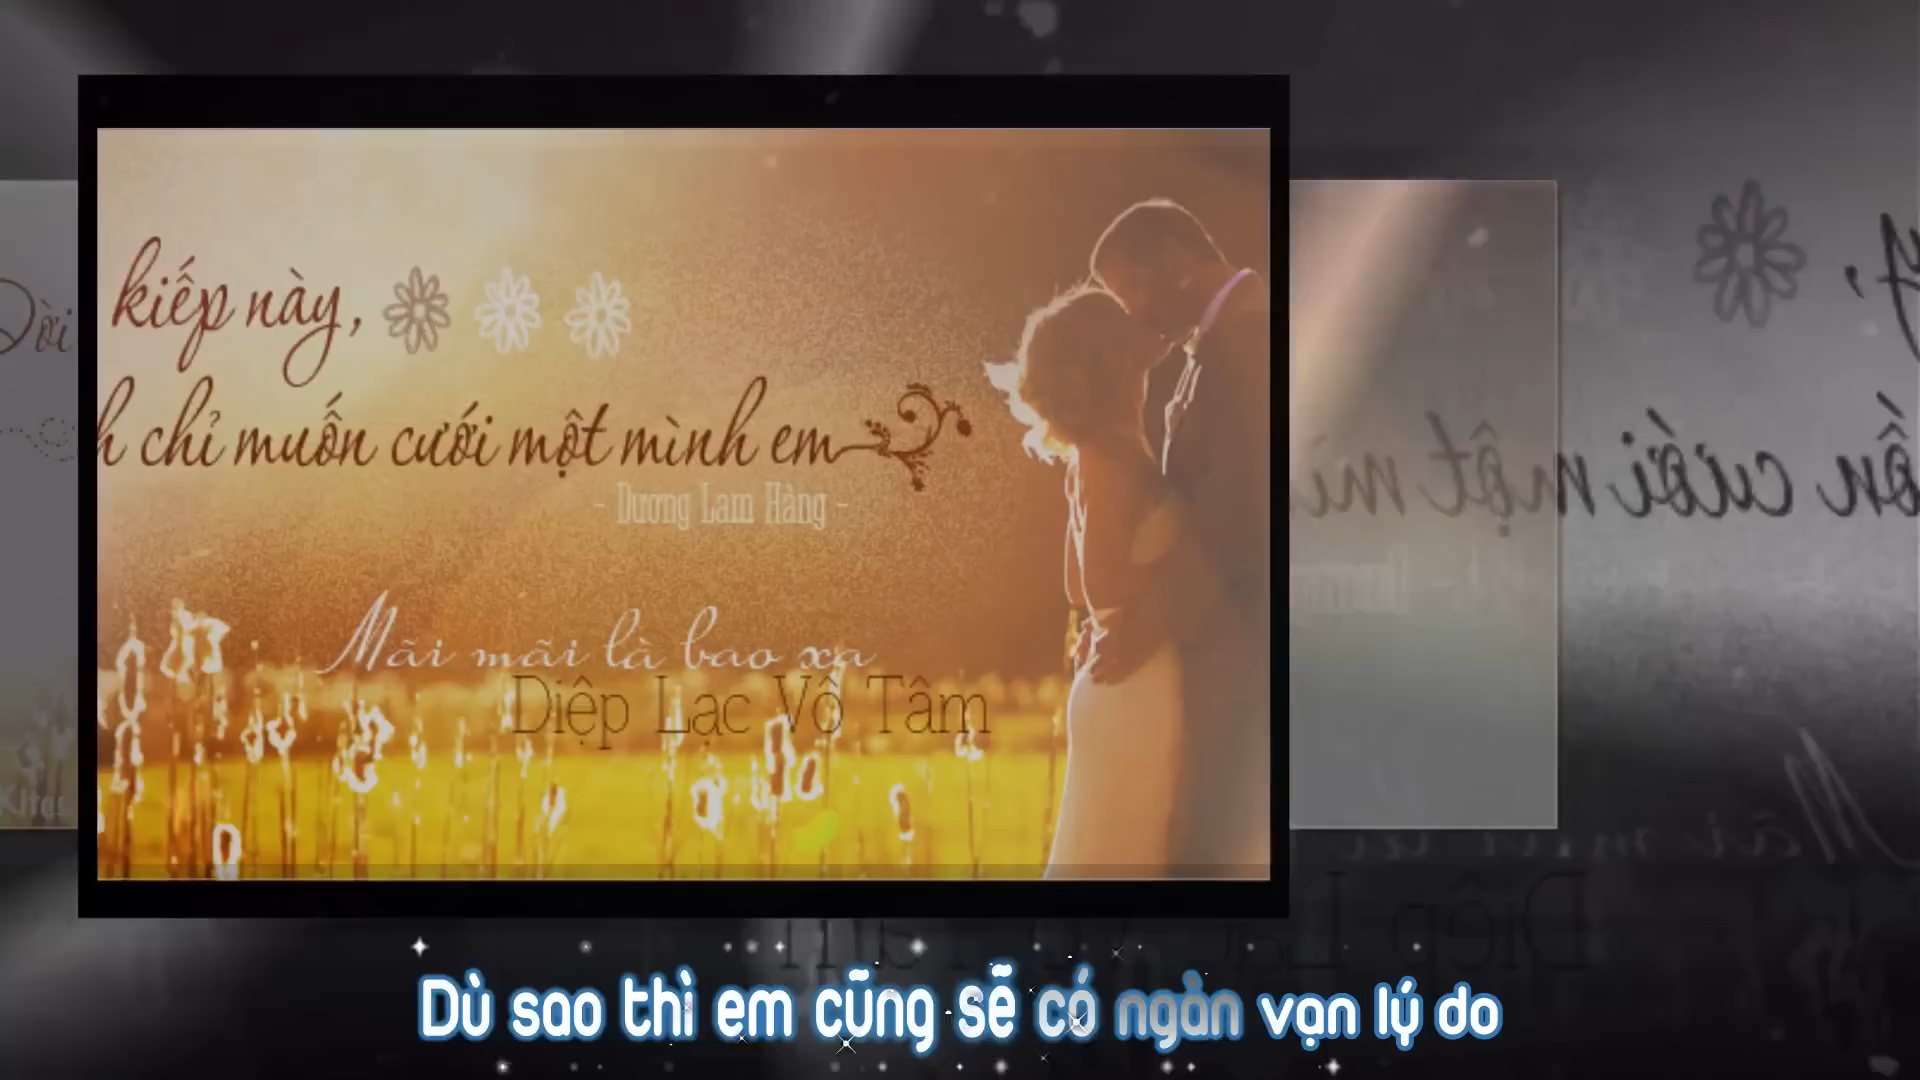 Đời
kiếp này,
h chỉ muốn cưới một mình em
- Dương Lam Hàng -
Mãi mãi là bao xa
Diệp Lạc Vô Tâm
Dù sao thì em cũng sẽ có ngàn vạn lý do